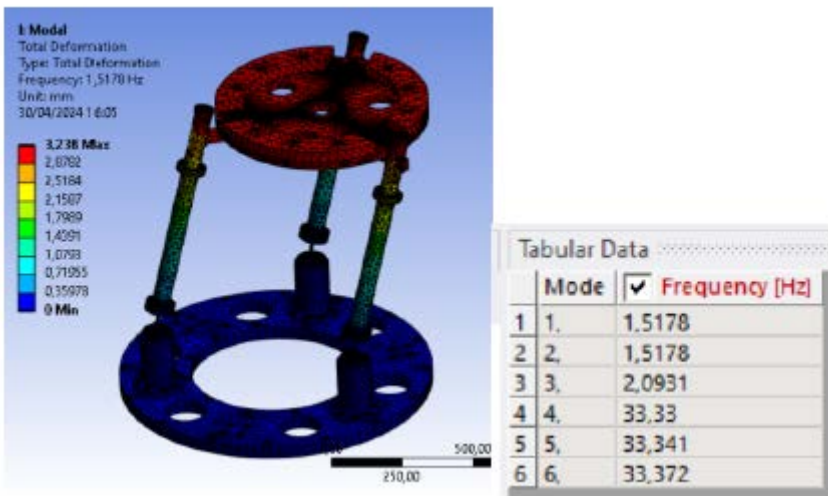 I: Modal
Total Deformation
Type: Total Deformation
Frequency: 1,5178 Hz
Unit: mm
30/04/2024 16:05
3,238 Max
2,8782
2,5184
2,1587
1,7989
1,4391
1,0793
0,71955
0,35978
0 Min
500,00
250,00
Tabular Data
Mode Frequency [Hz]
1 1, 1,5178
2 2, 1,5178
3 3, 2,0931
4 4, 33,33
5 5, 33,341
6 6, 33,372